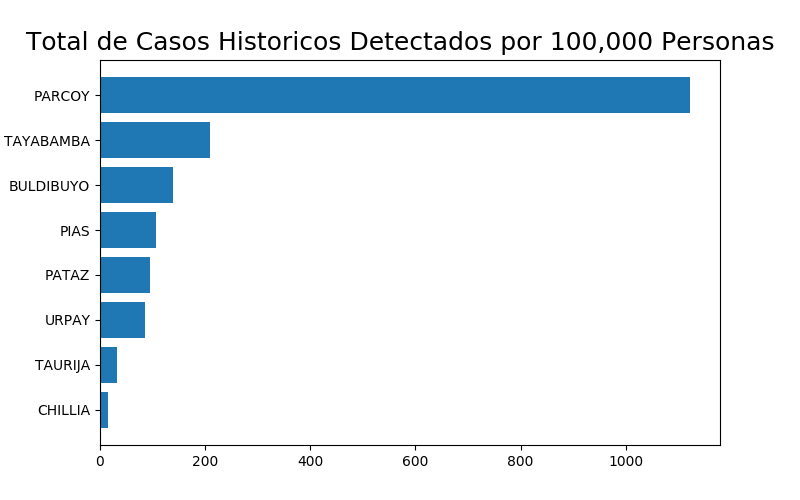 Total de Casos Historicos Detectados por 100,000 Personas
PARCOY
TAYABAMBA
BULDIBUYO
PIAS
PATAZ
URPAY
TAURIJA
CHILLIA
0 200 400 600 800 1000